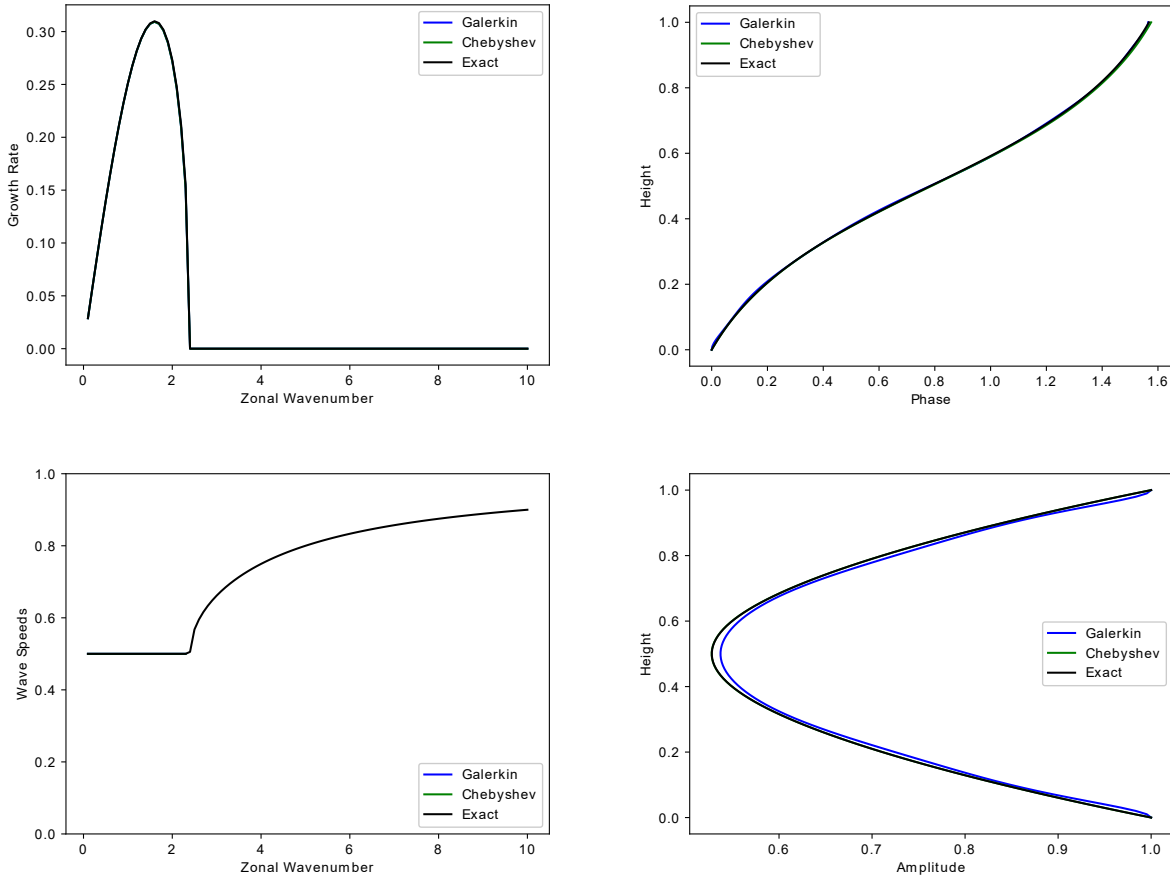 0.30
0.25
0.20
0.15
0.10
0.05
0.00
Growth Rate
0 2 4 6 8 10
Zonal Wavenumber
Galerkin
Chebyshev
Exact
1.0
0.8
0.6
0.4
0.2
0.0
Height
0.0 0.2 0.4 0.6 0.8 1.0 1.2 1.4 1.6
Phase
Galerkin
Chebyshev
Exact
1.0
0.8
0.6
0.4
0.2
0.0
Wave Speeds
0 2 4 6 8 10
Zonal Wavenumber
Galerkin
Chebyshev
Exact
1.0
0.8
0.6
0.4
0.2
0.0
Height
0.6 0.7 0.8 0.9 1.0
Amplitude
Galerkin
Chebyshev
Exact